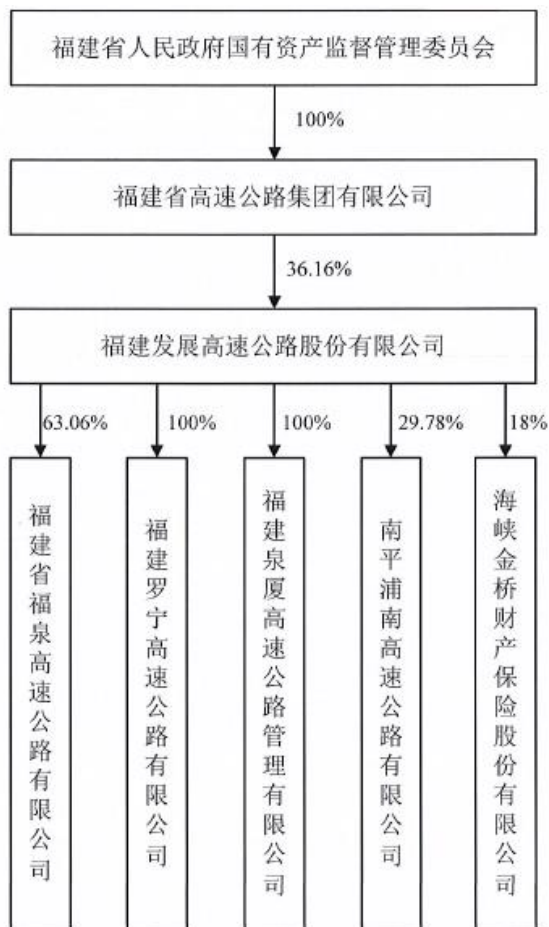 福建省人民政府国有资产监督管理委员会
100%
福建省高速公路集团有限公司
36.16%
福建发展高速公路股份有限公司
63.06%
100%
100%
29.78%
18%
福建省福泉高速公路有限公司
福建罗宁高速公路有限公司
福建泉厦高速公路管理有限公司
南平浦南高速公路有限公司
海峡金桥财产保险股份有限公司